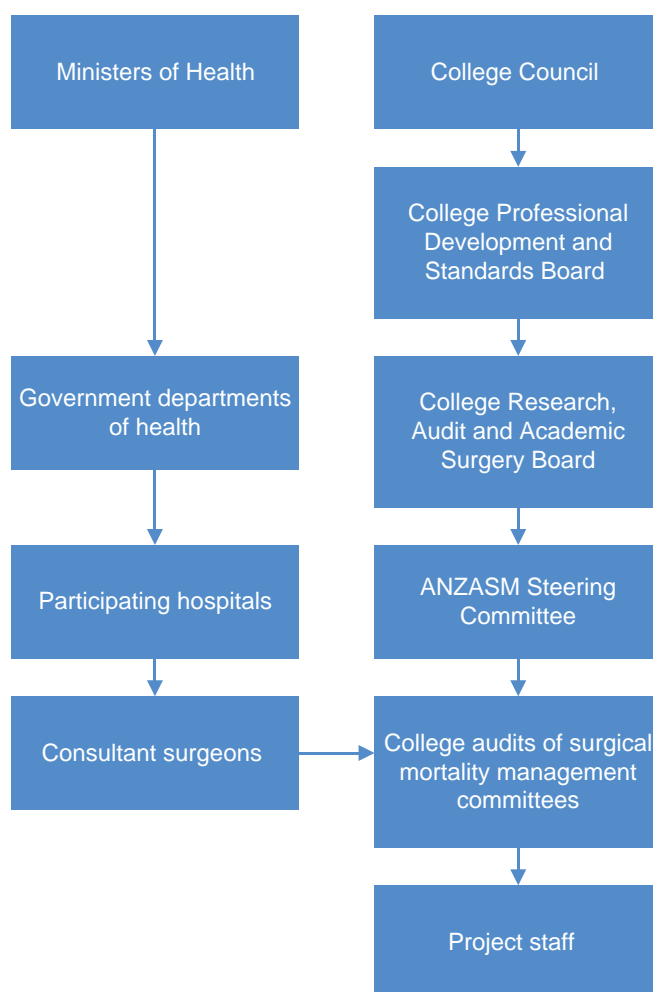 Ministers of Health
College Council
College Professional
Development and
Standards Board
Government departments
of health
College Research,
Audit and Academic
Surgery Board
Participating hospitals
ANZASM Steering
Committee
Consultant surgeons
College audits of surgical
mortality management
committees
Project staff